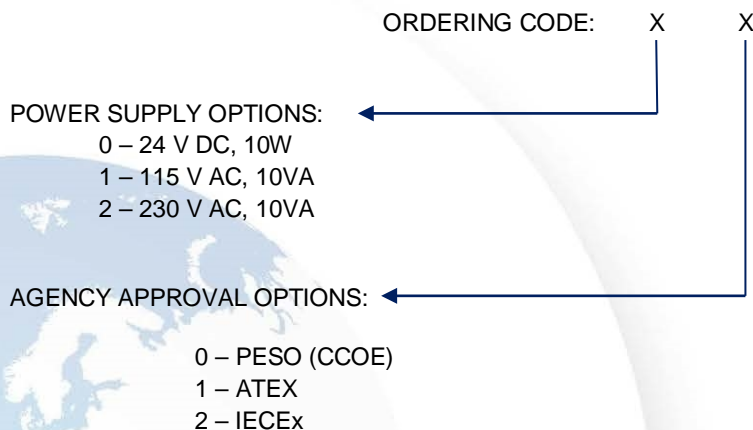 ORDERING CODE: X X
POWER SUPPLY OPTIONS:
0 – 24 V DC, 10W
1 – 115 V AC, 10VA
2 – 230 V AC, 10VA
AGENCY APPROVAL OPTIONS:
0 – PESO (CCOE)
1 – ATEX
2 – IECEx